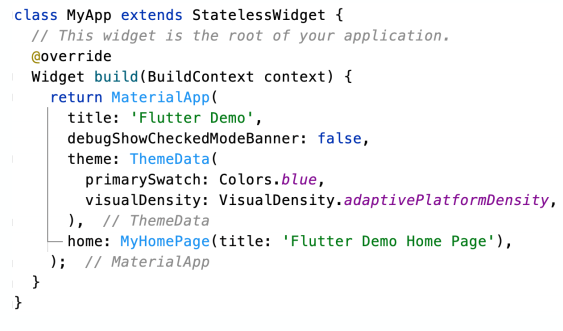 class MyApp extends StatelessWidget {
  // This widget is the root of your application.
  @override
  Widget build(BuildContext context) {
    return MaterialApp(
      title: 'Flutter Demo',
      debugShowCheckedModeBanner: false,
      theme: ThemeData(
        primarySwatch: Colors.blue,
        visualDensity: VisualDensity.adaptivePlatformDensity,
      ),  // ThemeData
      home: MyHomePage(title: 'Flutter Demo Home Page'),
    );  // MaterialApp
  }
}